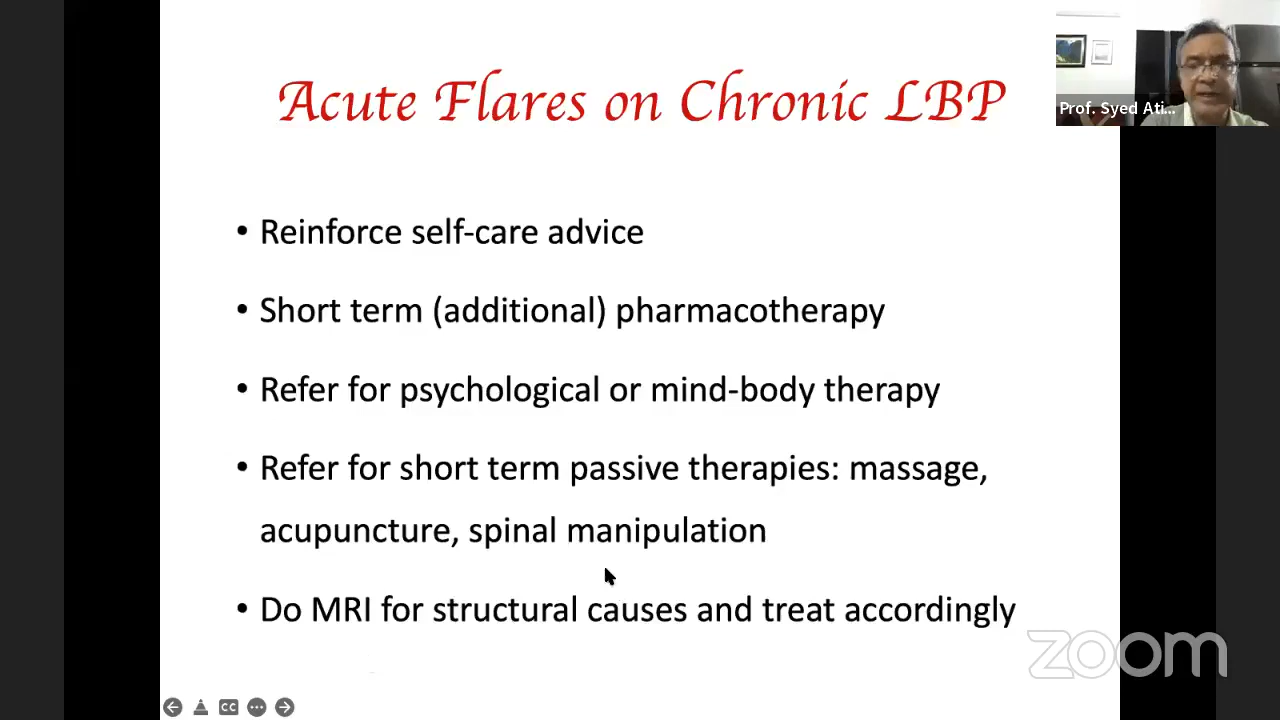 Acute Flares on Chronic LBP
Prof. Syed Ati...
• Reinforce self-care advice
• Short term (additional) pharmacotherapy
• Refer for psychological or mind-body therapy
• Refer for short term passive therapies: massage,
acupuncture, spinal manipulation
• Do MRI for structural causes and treat accordingly
zoom
CC